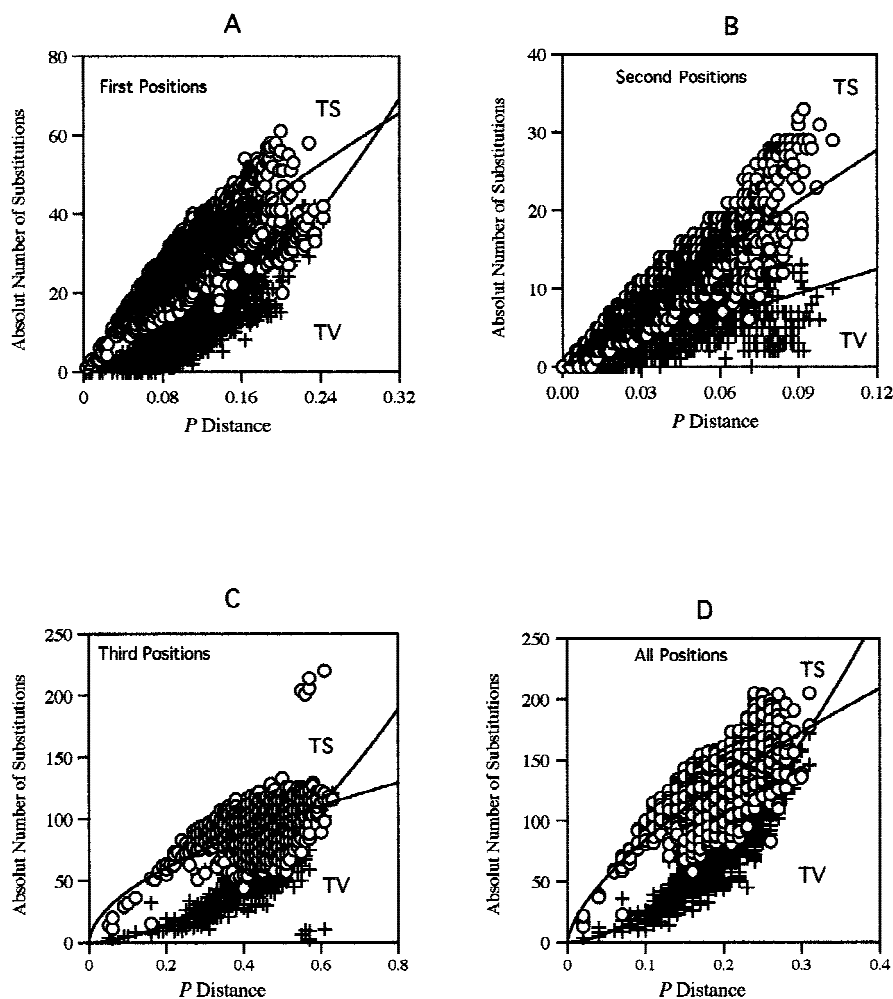 A
B
80
First Positions
TS
60
40
20
0
TV
Absolut Number of Substitutions
0
0.08
0.16
0.24
0.32
P Distance
40
Second Positions
TS
30
20
10
0
TV
Absolut Number of Substitutions
0.00
0.03
0.06
0.09
0.12
P Distance
C
D
250
Third Positions
200
TS
150
100
TV
50
0
Absolut Number of Substitutions
0
0.2
0.4
0.6
0.8
P Distance
250
All Positions
TS
200
150
100
TV
50
0
Absolut Number of Substitutions
0
0.1
0.2
0.3
0.4
P Distance